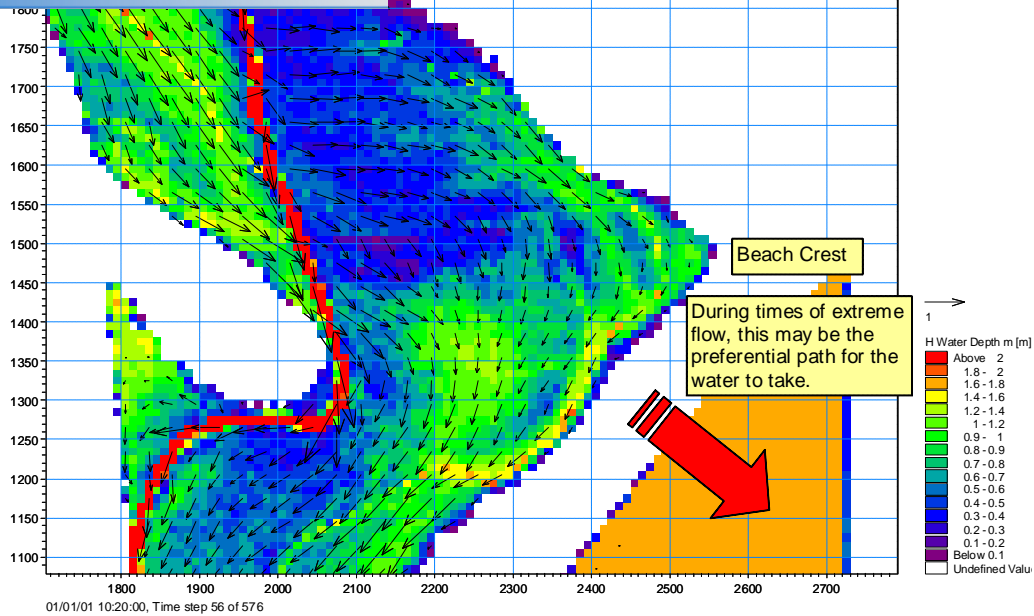 1800
1750
1700
1650
1600
1550
1500
1450
1400
1350
1300
1250
1200
1150
1100
1800 1900 2000 2100 2200 2300 2400 2500 2600 2700
01/01/01 10:20:00, Time step 56 of 576
Beach Crest
During times of extreme
flow, this may be the
preferential path for the
water to take.
1
H Water Depth m [m]
Above 2
1.8 - 2
1.6 - 1.8
1.4 - 1.6
1.2 - 1.4
1 - 1.2
0.9 - 1
0.8 - 0.9
0.7 - 0.8
0.6 - 0.7
0.5 - 0.6
0.4 - 0.5
0.3 - 0.4
0.2 - 0.3
0.1 - 0.2
Below 0.1
Undefined Value